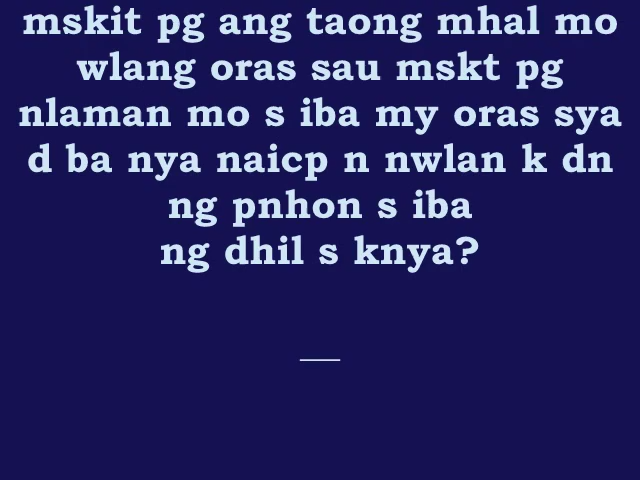 mskit pg ang taong mhal mo
wlang oras sau mskt pg
nlaman mo s iba my oras sya
d ba nya naicp n nwlan k dn
ng pnhon s iba
ng dhil s knya?